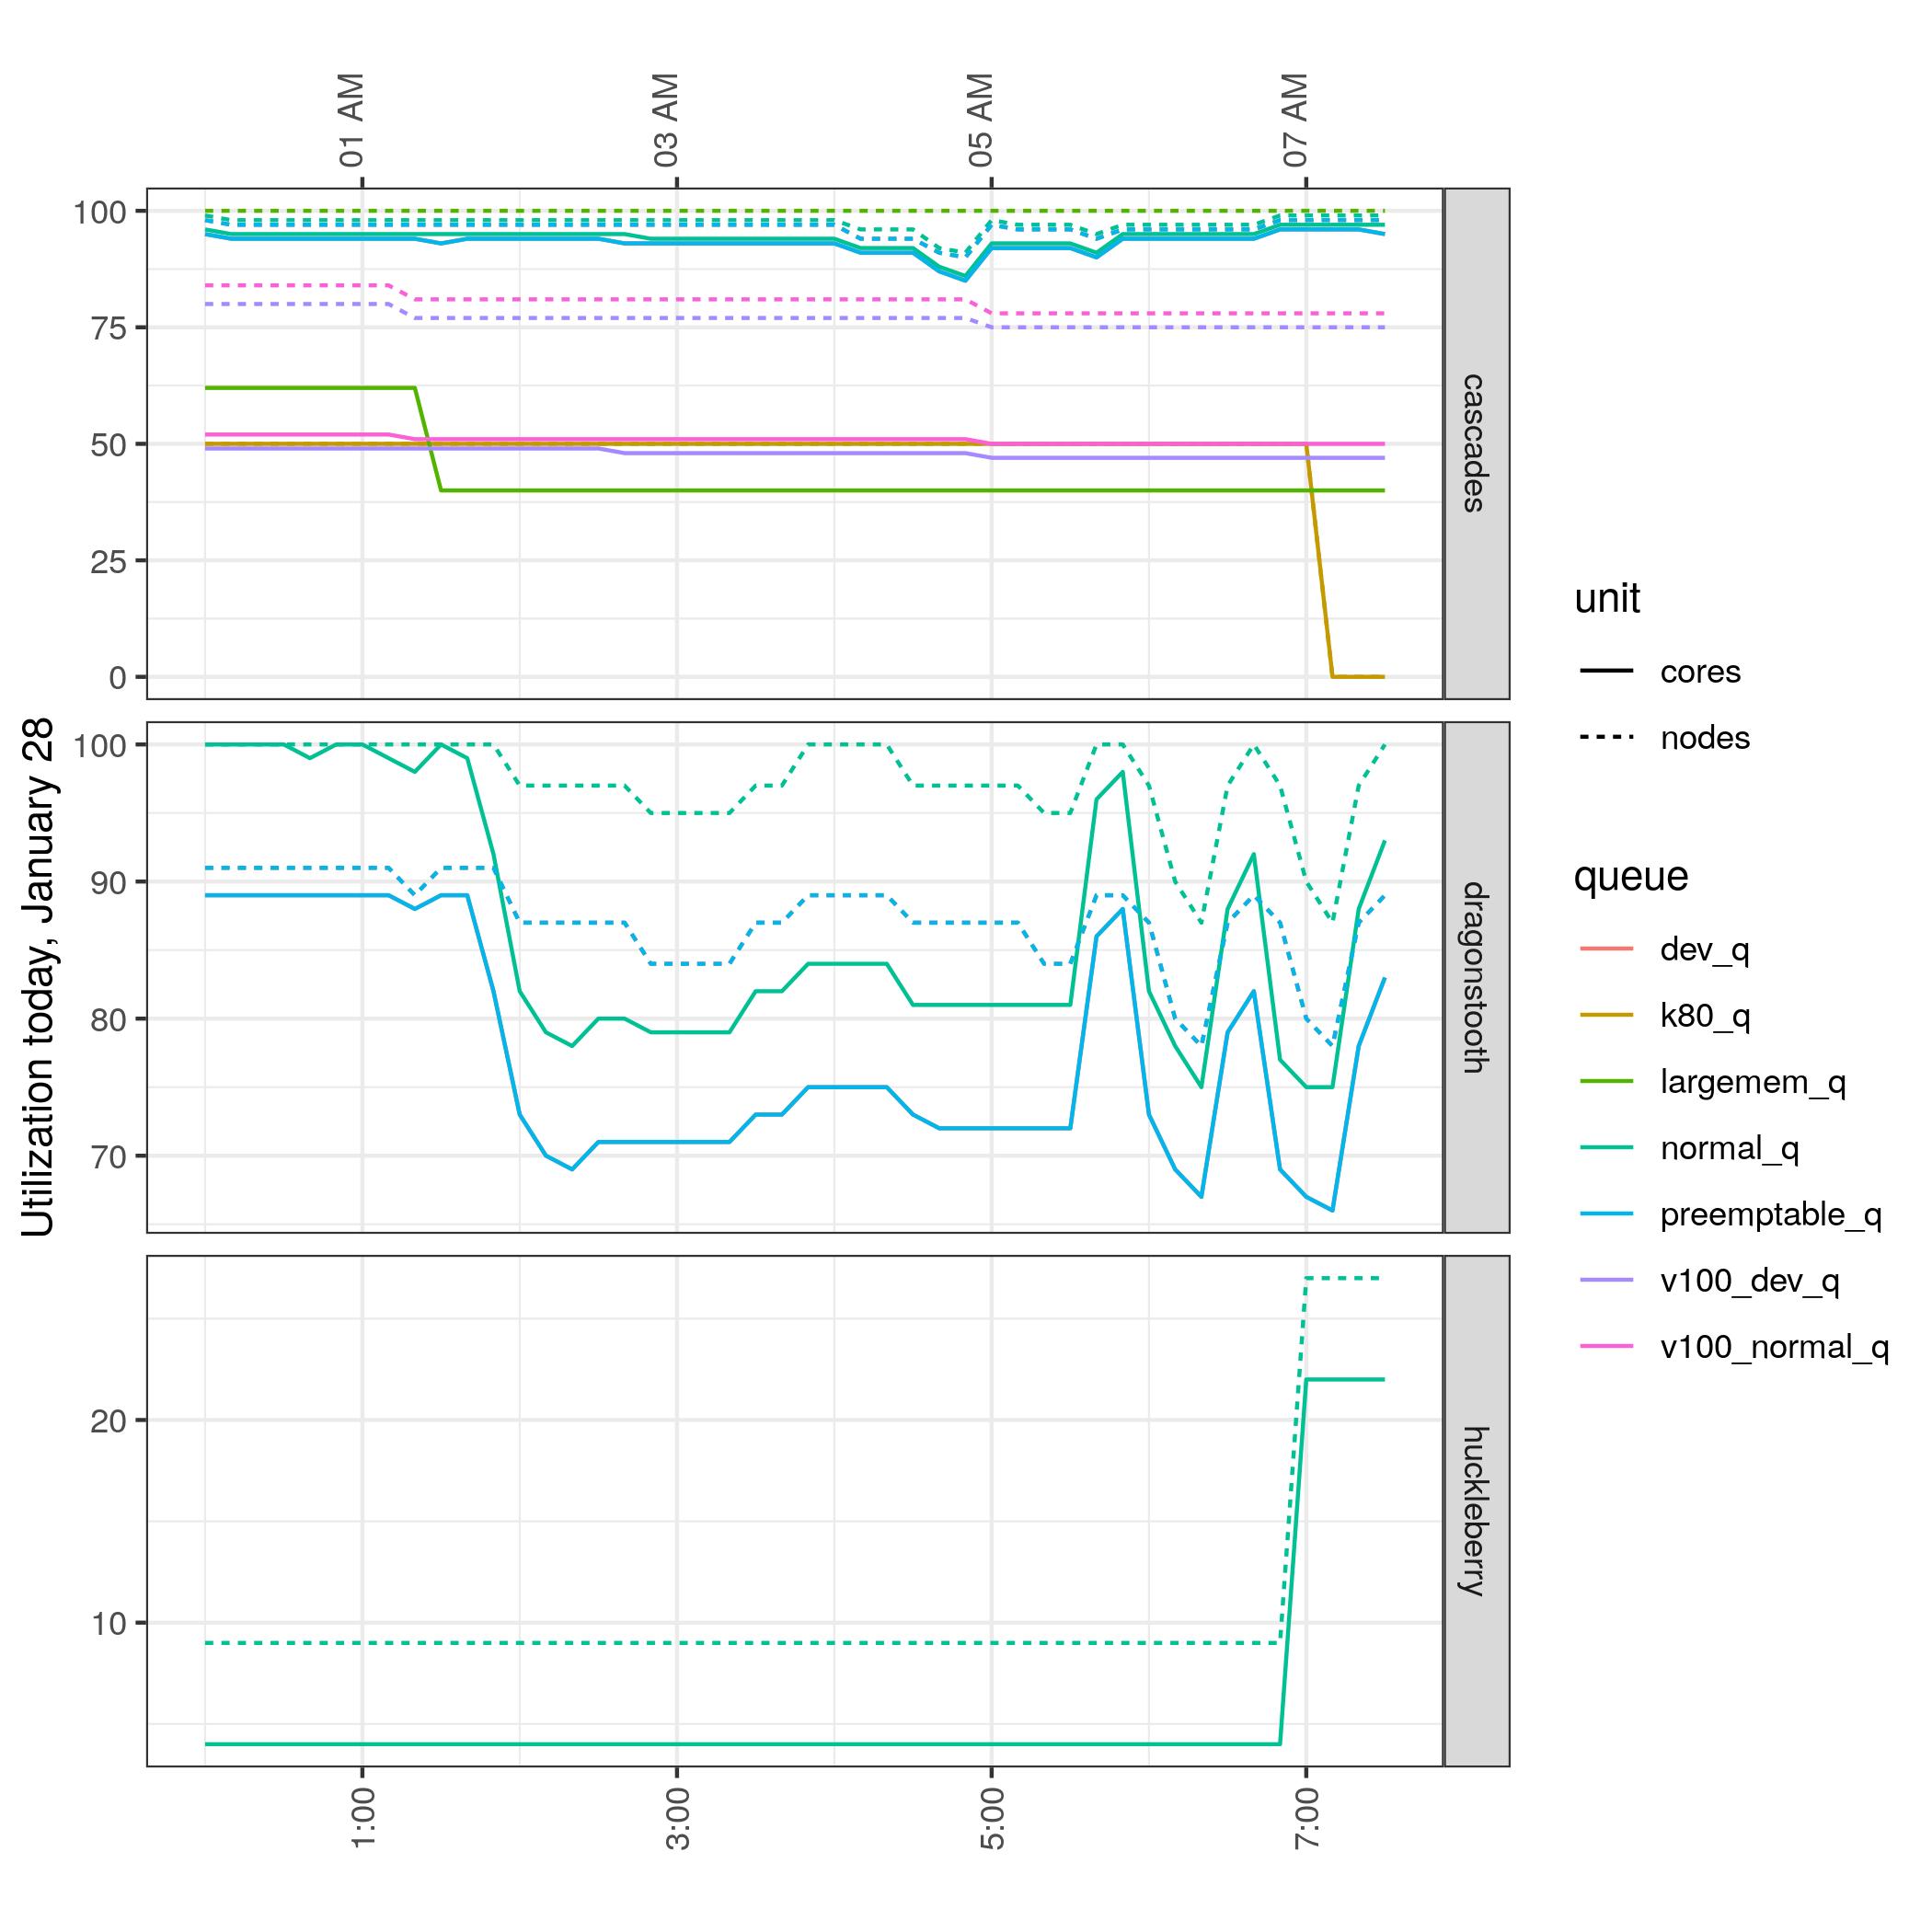 01 AM
03 AM
05 AM
07 AM
Utilization today, January 28
100
75
50
25
0
cascades
100
90
80
70
dragonstooth
20
10
huckleberry
1:00
3:00
5:00
7:00
unit
cores
nodes
queue
dev_q
k80_q
largemem_q
normal_q
preemptable_q
v100_dev_q
v100_normal_q